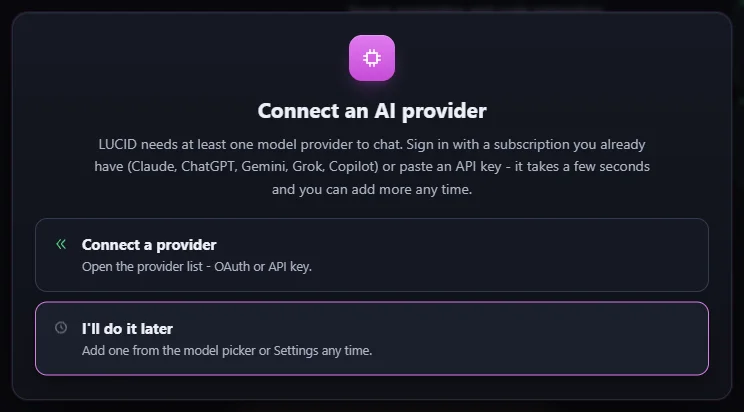 Connect an AI provider
LUCID needs at least one model provider to chat. Sign in with a subscription you already
have (Claude, ChatGPT, Gemini, Grok, Copilot) or paste an API key - it takes a few seconds
and you can add more any time.
Connect a provider
Open the provider list - OAuth or API key.
I'll do it later
Add one from the model picker or Settings any time.